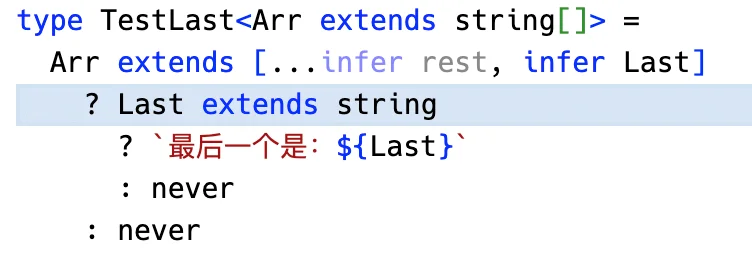 type TestLast<Arr extends string[]> =
  Arr extends [...infer rest, infer Last]
    ? Last extends string
      ? `最后一个是：${Last}`
      : never
    : never